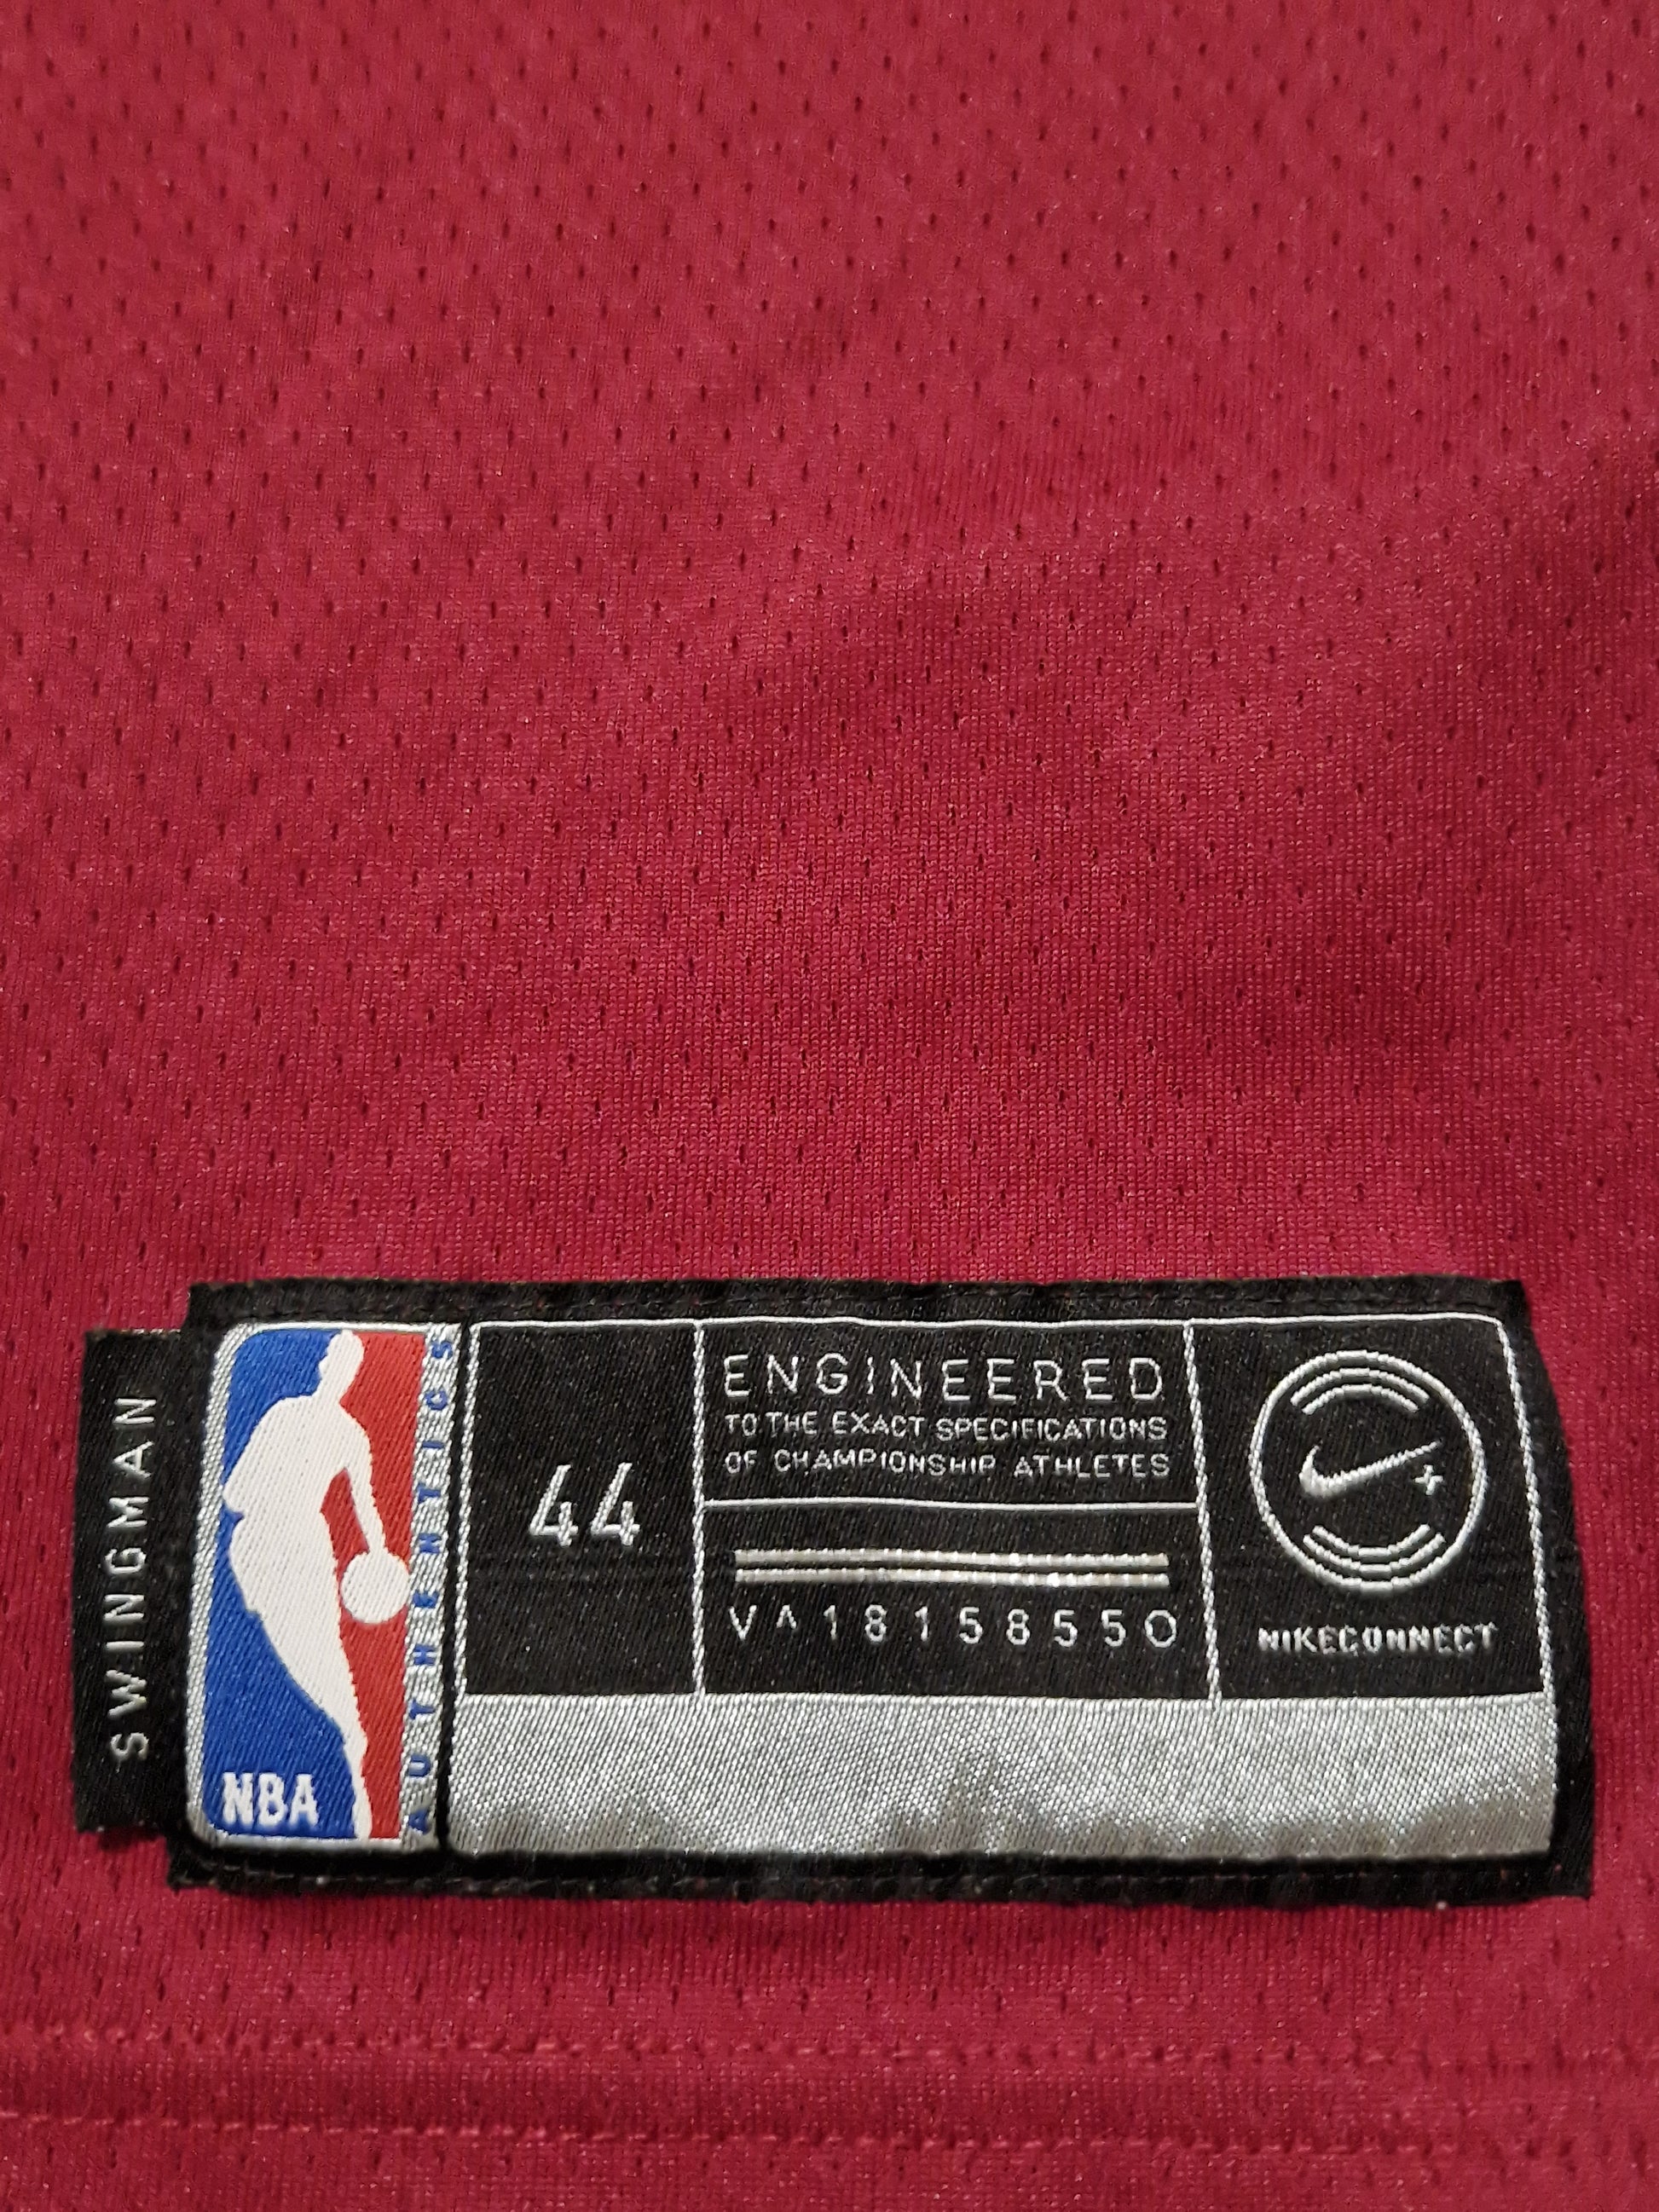 SWINGMAN
NBA
AUTHENTICS
44
ENGINEERED
TO THE EXACT SPECIFICATIONS
OF CHAMPIONSHIP ATHLETES
V^18158550
NIKECONNECT